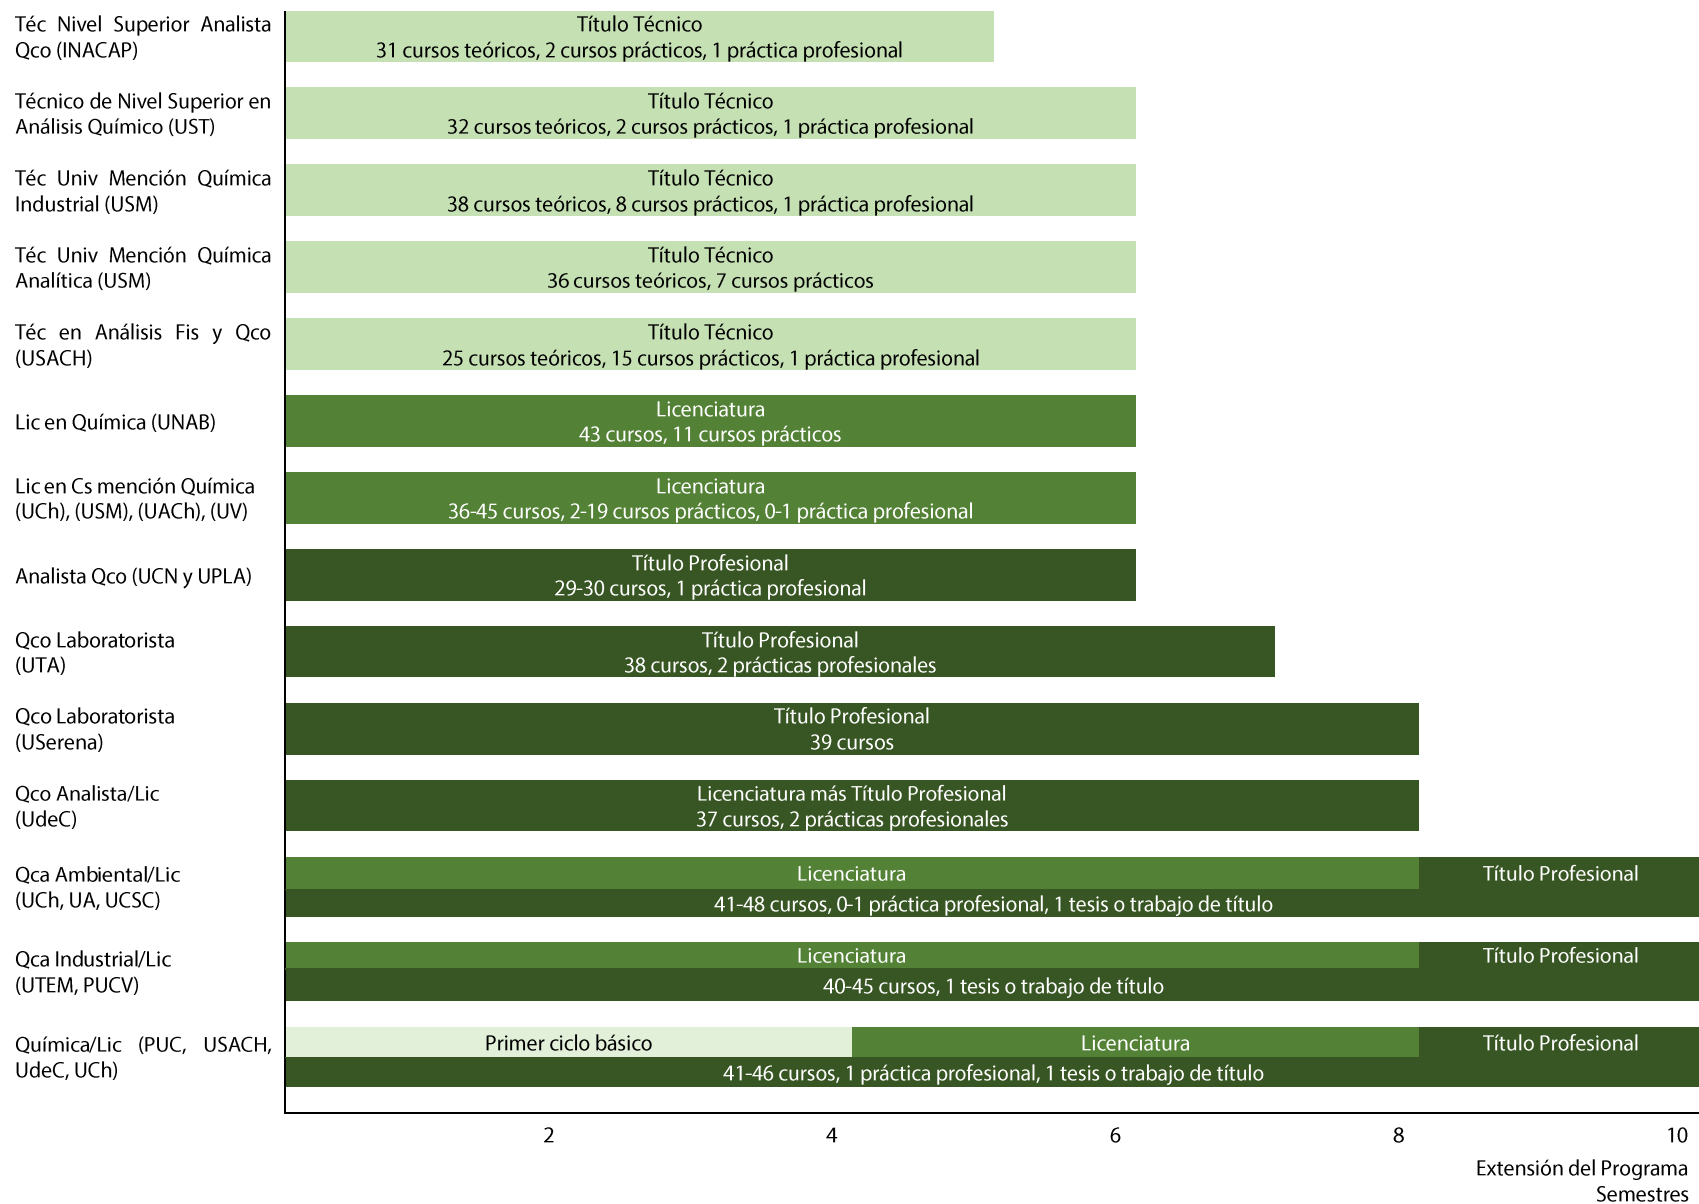 Téc Nivel Superior Analista
Qco (INACAP)
Título Técnico
31 cursos teóricos, 2 cursos prácticos, 1 práctica profesional
Técnico de Nivel Superior en
Análisis Químico (UST)
Título Técnico
32 cursos teóricos, 2 cursos prácticos, 1 práctica profesional
Téc Univ Mención Química
Industrial (USM)
Título Técnico
38 cursos teóricos, 8 cursos prácticos, 1 práctica profesional
Téc Univ Mención Química
Analítica (USM)
Título Técnico
36 cursos teóricos, 7 cursos prácticos
Téc en Análisis Fis y Qco
(USACH)
Título Técnico
25 cursos teóricos, 15 cursos prácticos, 1 práctica profesional
Lic en Química (UNAB)
Licenciatura
43 cursos, 11 cursos prácticos
Lic en Cs mención Química
(UCh), (USM), (UACh), (UV)
Licenciatura
36-45 cursos, 2-19 cursos prácticos, 0-1 práctica profesional
Analista Qco (UCN y UPLA)
Título Profesional
29-30 cursos, 1 práctica profesional
Qco Laboratorista
(UTA)
Título Profesional
38 cursos, 2 prácticas profesionales
Qco Laboratorista
(USerena)
Título Profesional
39 cursos
Qco Analista/Lic
(UdeC)
Licenciatura más Título Profesional
37 cursos, 2 prácticas profesionales
Qca Ambiental/Lic
(UCh, UA, UCSC)
Licenciatura
Título Profesional
41-48 cursos, 0-1 práctica profesional, 1 tesis o trabajo de título
Qca Industrial/Lic
(UTEM, PUCV)
Licenciatura
Título Profesional
40-45 cursos, 1 tesis o trabajo de título
Química/Lic (PUC, USACH,
UdeC, UCh)
Primer ciclo básico
Licenciatura
Título Profesional
41-46 cursos, 1 práctica profesional, 1 tesis o trabajo de título
2 4 6 8 10
Extensión del Programa
Semestres